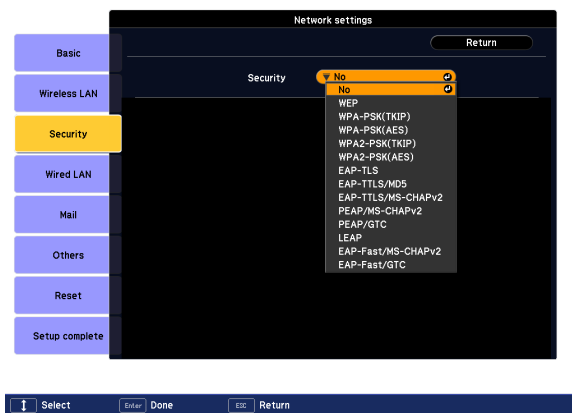 Network settings
Return
Basic
Wireless LAN
Security
Wired LAN
Mail
Others
Reset
Setup complete
Security No
No
WEP
WPA-PSK(TKIP)
WPA-PSK(AES)
WPA2-PSK(TKIP)
WPA2-PSK(AES)
EAP-TLS
EAP-TTLS/MD5
EAP-TTLS/MS-CHAPv2
PEAP/MS-CHAPv2
PEAP/GTC
LEAP
EAP-Fast/MS-CHAPv2
EAP-Fast/GTC
Select Enter Done ESC Return